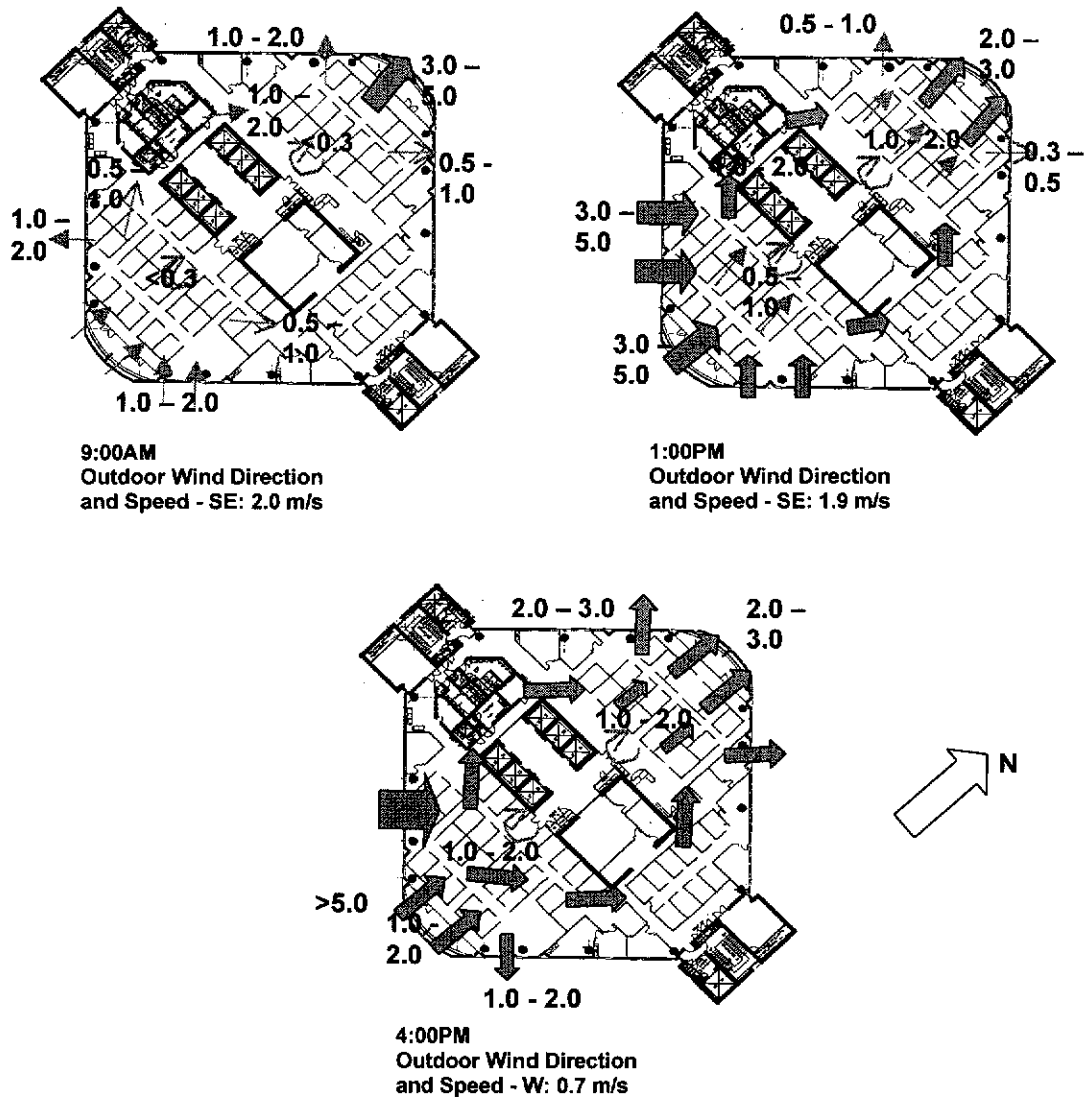 1.0 - 2.0
3.0 –
5.0
1.0 –
2.0
<0.3
0.5 -
1.0
0.5 –
1.0
1.0 –
2.0
<0.3
0.5 -
1.0
1.0 – 2.0
9:00AM
Outdoor Wind Direction
and Speed - SE: 2.0 m/s
0.5 - 1.0
2.0 –
3.0
1.0 - 2.0
1.0 - 2.0
0.3 –
0.5
3.0 –
5.0
0.5 –
1.0
3.0 –
5.0
1:00PM
Outdoor Wind Direction
and Speed - SE: 1.9 m/s
2.0 – 3.0
2.0 –
3.0
1.0 - 2.0
N
1.0 - 2.0
>5.0
1.0 -
2.0
1.0 - 2.0
4:00PM
Outdoor Wind Direction
and Speed - W: 0.7 m/s